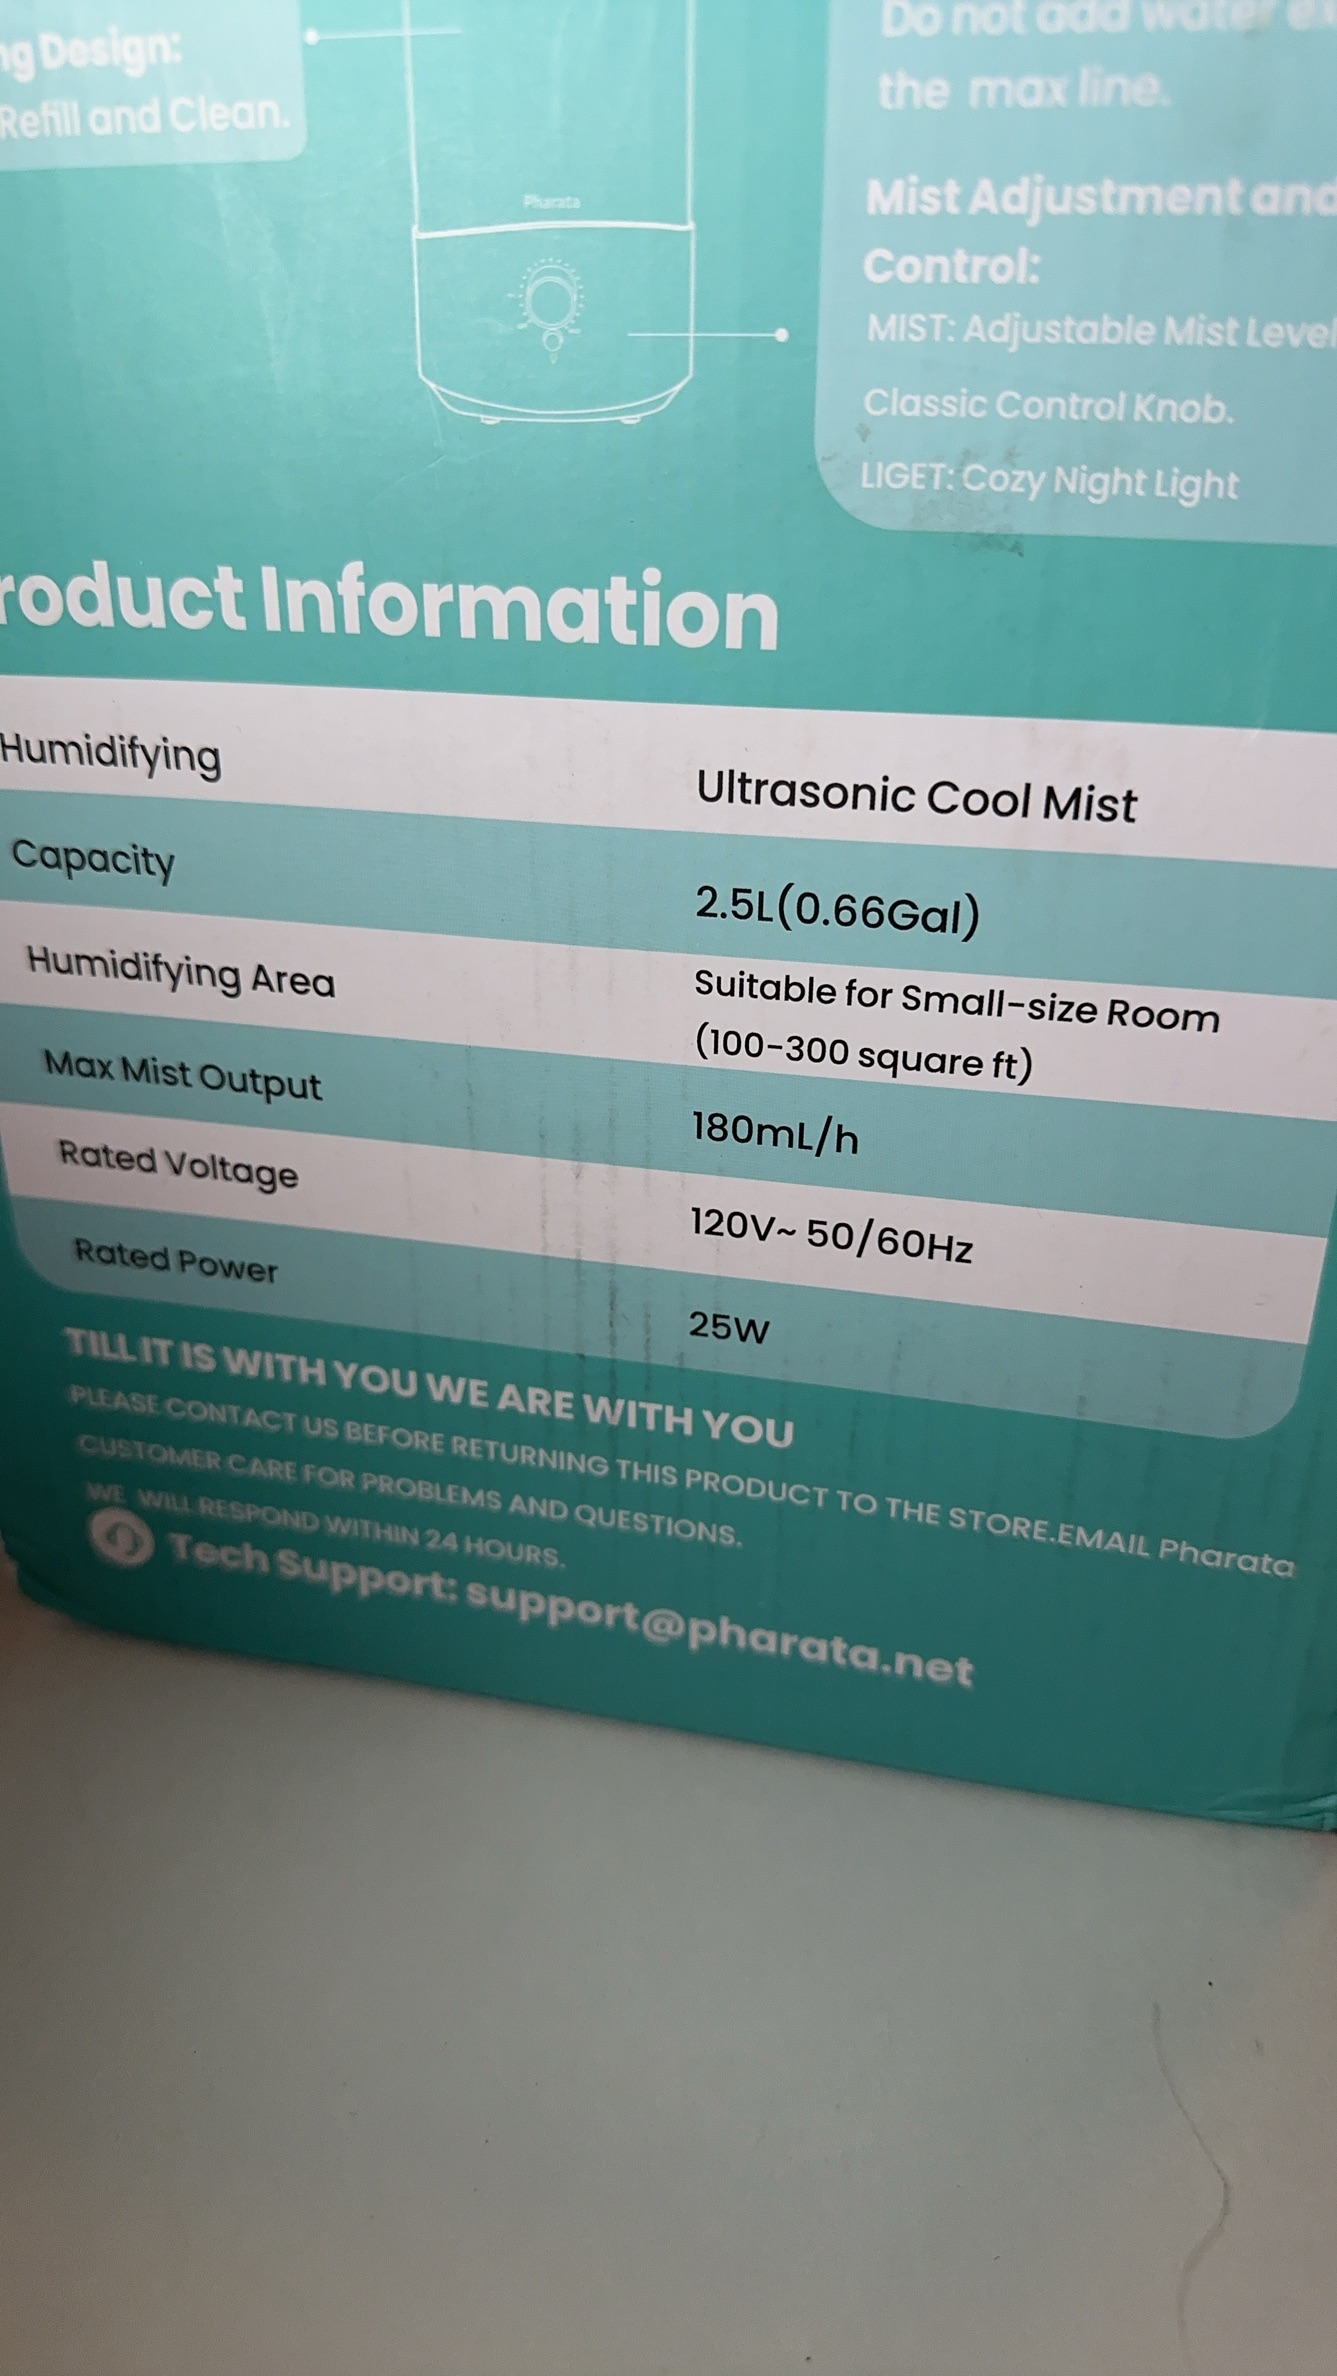 ng Design:
Refill and Clean.
Pharata
Do not add water
the max line.
Mist Adjustment and
Control:
MIST: Adjustable Mist Level
Classic Control Knob.
LIGET: Cozy Night Light
roduct Information
Humidifying Ultrasonic Cool Mist
Capacity 2.5L(0.66Gal)
Humidifying Area Suitable for Small-size Room
(100-300 square ft)
Max Mist Output 180mL/h
Rated Voltage 120V~ 50/60Hz
Rated Power 25W
TILL IT IS WITH YOU WE ARE WITH YOU
PLEASE CONTACT US BEFORE RETURNING THIS PRODUCT TO THE STORE.EMAIL Pharata
CUSTOMER CARE FOR PROBLEMS AND QUESTIONS.
WE WILL RESPOND WITHIN 24 HOURS.
Tech Support: support@pharata.net